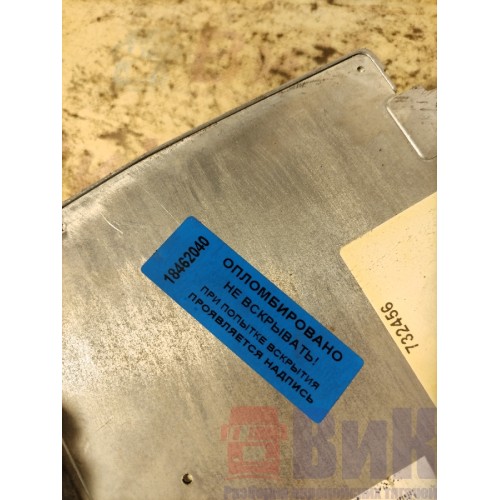 18462040
ОПЛОМБИРОВАНО
НЕ ВСКРЫВАТЬ!
ПРИ ПОПЫТКЕ ВСКРЫТИЯ
ПРОЯВЛЯЕТСЯ НАДПИСЬ
732456
ВиК